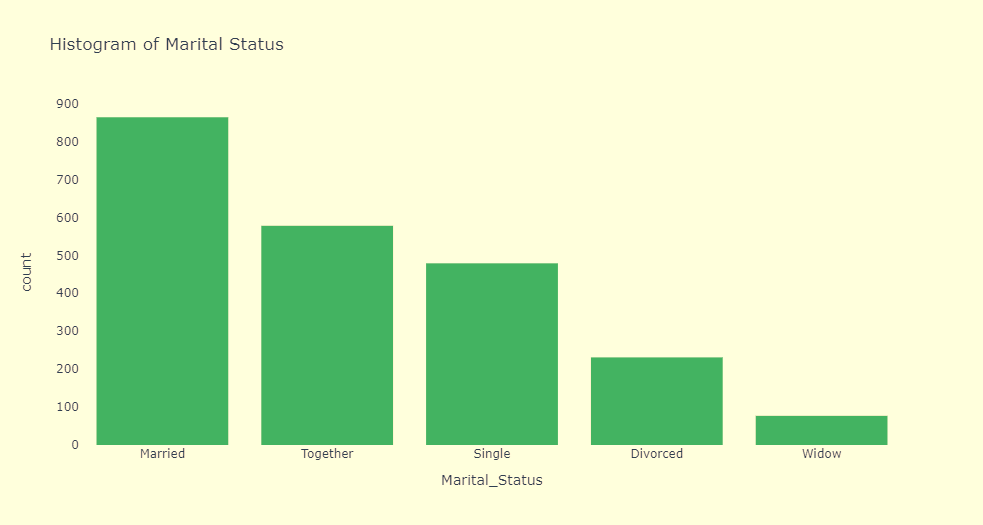 Histogram of Marital Status
900
800
700
600
500
400
300
200
100
0
count
Married Together Single Divorced Widow
Marital_Status